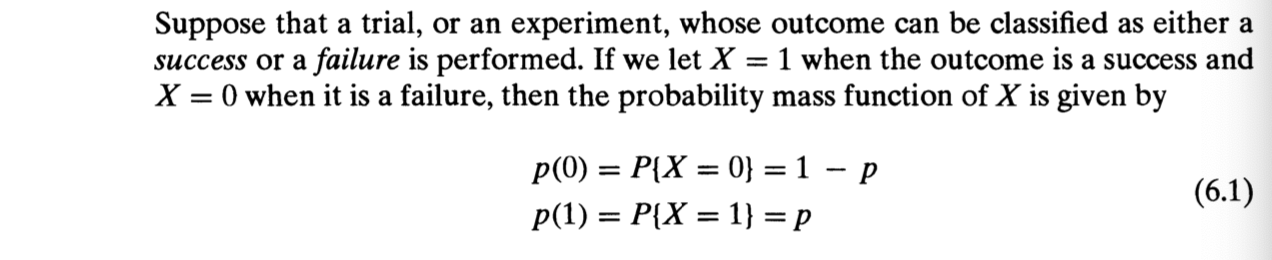 Suppose that a trial, or an experiment, whose outcome can be classified as either a
success or a failure is performed. If we let X = 1 when the outcome is a success and
X = 0 when it is a failure, then the probability mass function of X is given by
p(0) = P{X = 0} = 1 − p
(6.1)
p(1) = P{X = 1} = p